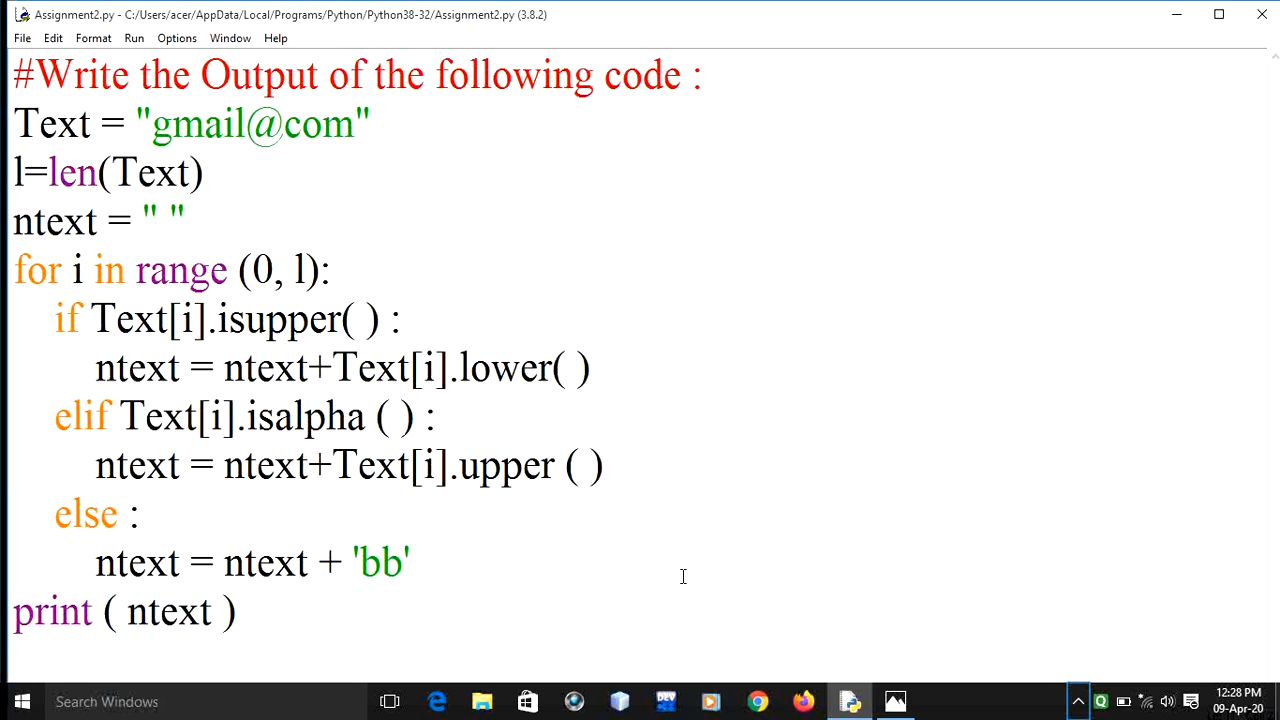 Assignment2.py - C:/Users/acer/AppData/Local/Programs/Python/Python38-32/Assignment2.py (3.8.2)
File Edit Format Run Options Window Help
#Write the Output of the following code :
Text = "gmail@com"
l=len(Text)
ntext = " "
for i in range (0, l):
    if Text[i].isupper( ) :
        ntext = ntext+Text[i].lower( )
    elif Text[i].isalpha ( ) :
        ntext = ntext+Text[i].upper ( )
    else :
        ntext = ntext + 'bb'
print ( ntext )
Search Windows
DEV
12:28 PM
09-Apr-20